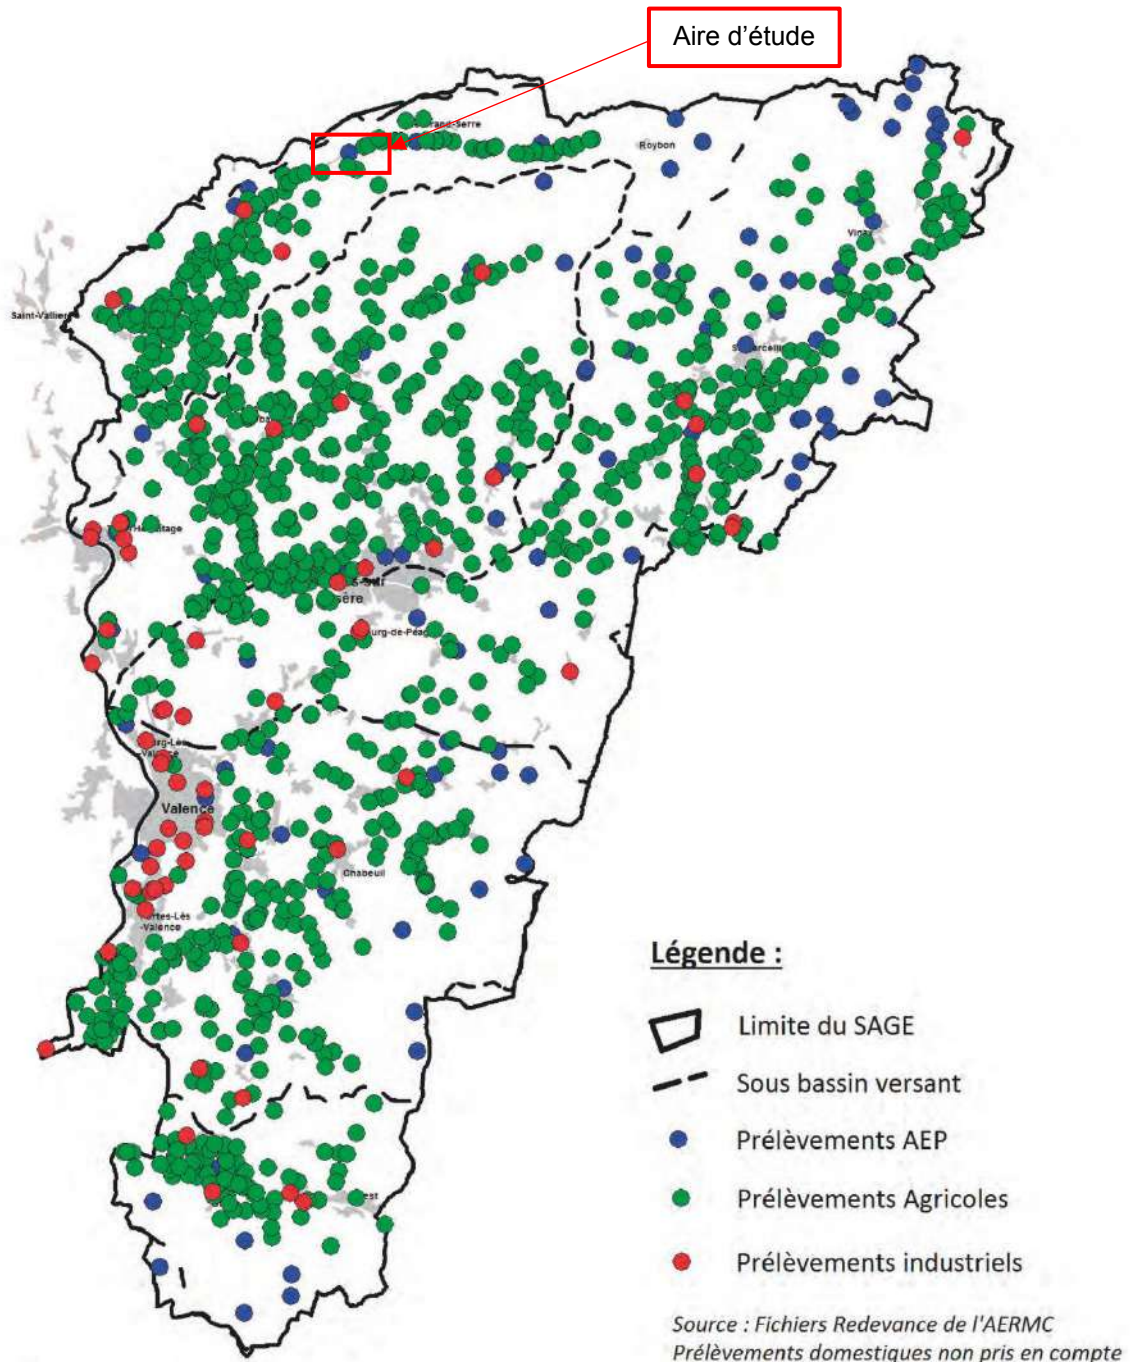 Aire d'étude
Roybon
Saint-Vallier
Valence
Chabeuil
-Valence
Légende :
Limite du SAGE
Sous bassin versant
Prélèvements AEP
Prélèvements Agricoles
Prélèvements industriels
Source : Fichiers Redevance de l'AERMC
Prélèvements domestiques non pris en compte